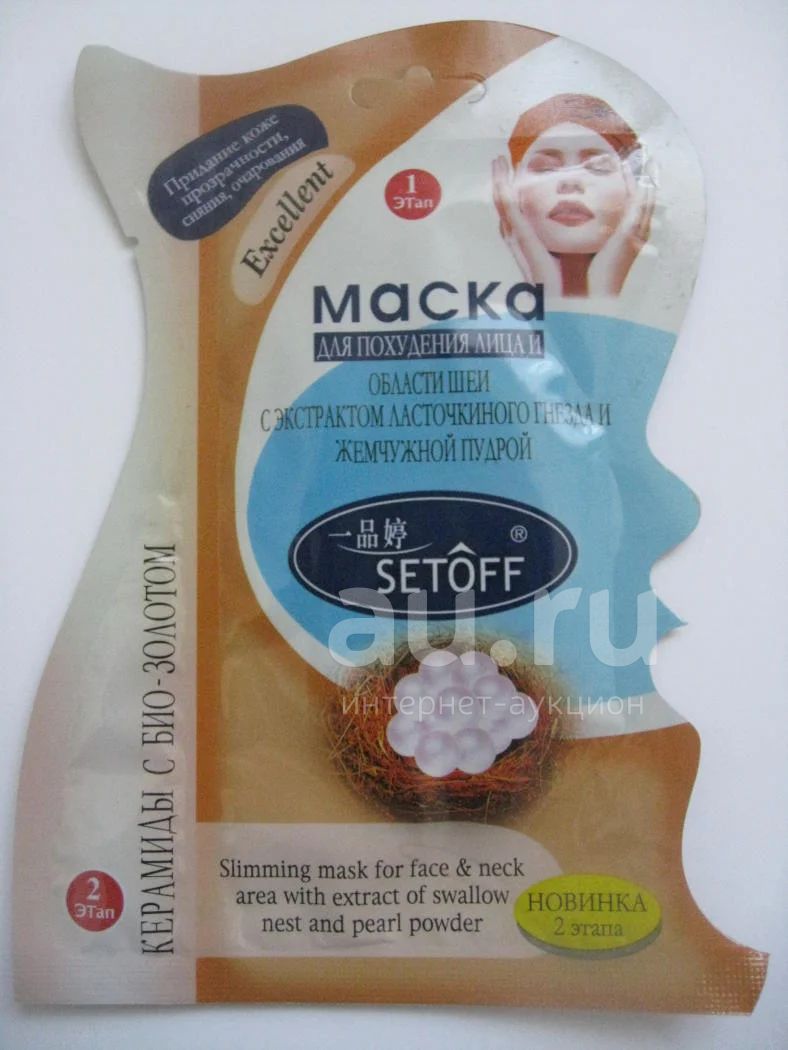 Придание коже
прозрачности,
сияния, очарования
Excellent
1
ЭТап
Маска
ДЛЯ ПОХУДЕНИЯ ЛИЦА И
ОБЛАСТИ ШЕИ
С ЭКСТРАКТОМ ЛАСТОЧКИНОГО ГНЕЗДА И
ЖЕМЧУЖНОЙ ПУДРОЙ
一品婷 ®
SETÔFF
au.ru
интернет-аукцион
КЕРАМИДЫ С БИО-ЗОЛОТОМ
2
ЭТап
Slimming mask for face & neck
area with extract of swallow
nest and pearl powder
НОВИНКА
2 этапа